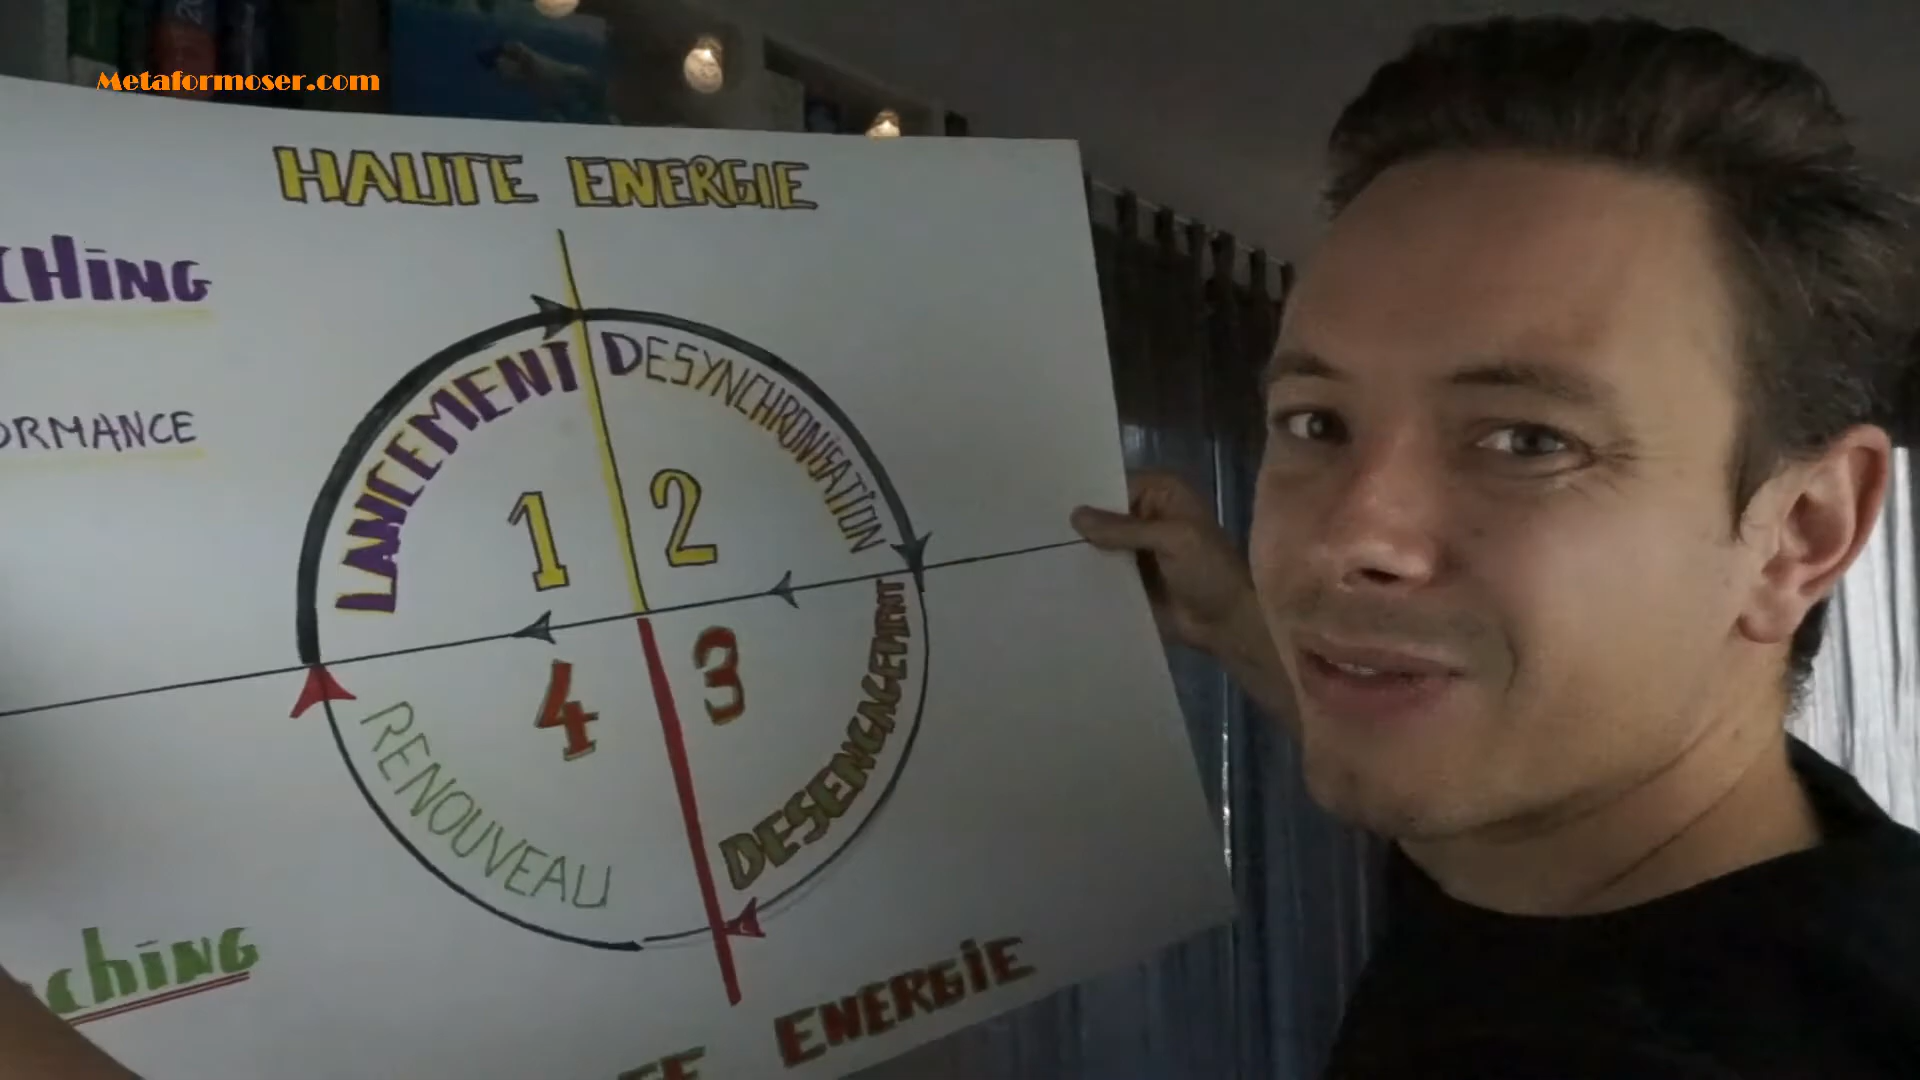 Metaformoser.com
HAUTE ENERGIE
CHING
ORMANCE
LANCEMENT
DESYNCHRONISATION
1
2
4
3
DESENGAGEMENT
RENOUVEAU
ching
ENERGIE